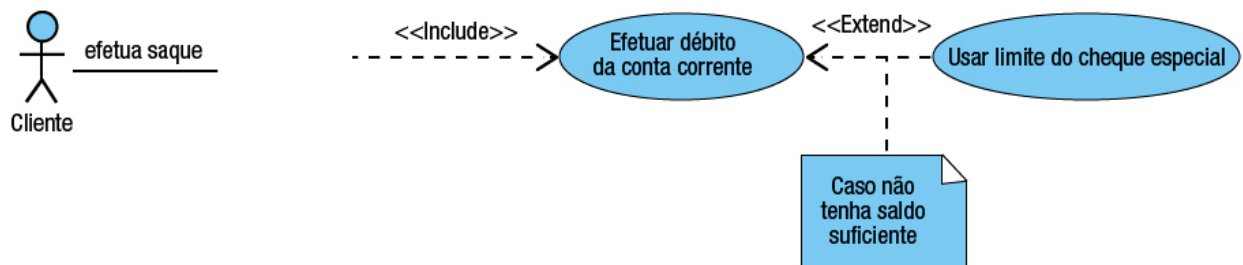 efetua saque
Cliente
<<Include>>
Efetuar débito
da conta corrente
<<Extend>>
Usar limite do cheque especial
Caso não
tenha saldo
suficiente